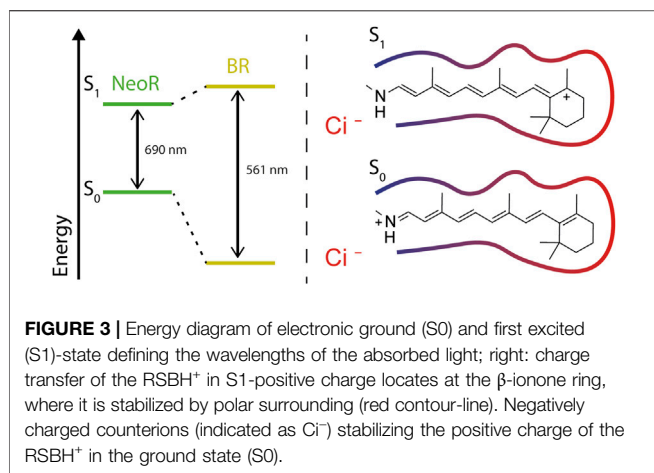 NeoR
BR
S1
690 nm
561 nm
S0
Energy
S1
+
N
H
Ci −
S0
+
N
H
Ci −
FIGURE 3 | Energy diagram of electronic ground (S0) and first excited
(S1)-state defining the wavelengths of the absorbed light; right: charge
transfer of the RSBH+ in S1-positive charge locates at the β-ionone ring,
where it is stabilized by polar surrounding (red contour-line). Negatively
charged counterions (indicated as Ci−) stabilizing the positive charge of the
RSBH+ in the ground state (S0).